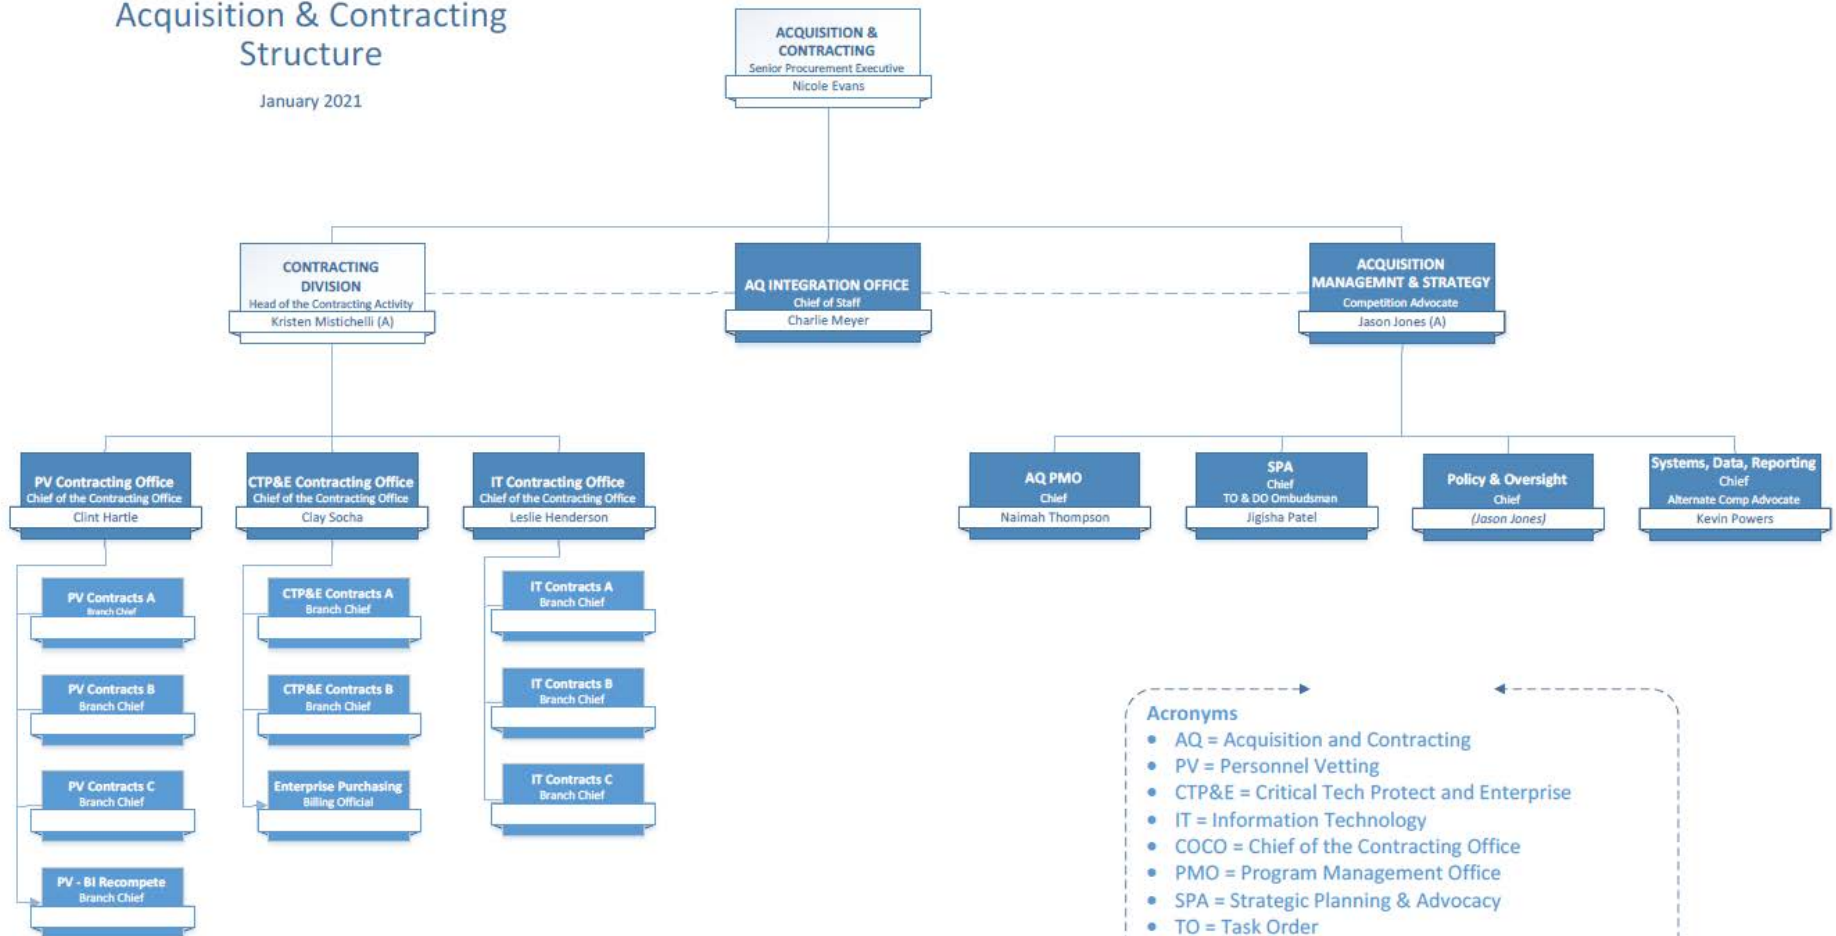 Acquisition & Contracting
Structure
January 2021
ACQUISITION &
CONTRACTING
Senior Procurement Executive
Nicole Evans
CONTRACTING
DIVISION
Head of the Contracting Activity
Kristen Mistichelli (A)
AQ INTEGRATION OFFICE
Chief of Staff
Charlie Meyer
ACQUISITION
MANAGEMNT & STRATEGY
Competition Advocate
Jason Jones (A)
PV Contracting Office
Chief of the Contracting Office
Clint Hartle
CTP&E Contracting Office
Chief of the Contracting Office
Clay Socha
IT Contracting Office
Chief of the Contracting Office
Leslie Henderson
AQ PMO
Chief
Naimah Thompson
SPA
Chief
TO & DO Ombudsman
Jigisha Patel
Policy & Oversight
Chief
(Jason Jones)
Systems, Data, Reporting
Chief
Alternate Comp Advocate
Kevin Powers
PV Contracts A
Branch Chief
PV Contracts B
Branch Chief
PV Contracts C
Branch Chief
PV - BI Recompete
Branch Chief
CTP&E Contracts A
Branch Chief
CTP&E Contracts B
Branch Chief
Enterprise Purchasing
Billing Official
IT Contracts A
Branch Chief
IT Contracts B
Branch Chief
IT Contracts C
Branch Chief
Acronyms
• AQ = Acquisition and Contracting
• PV = Personnel Vetting
• CTP&E = Critical Tech Protect and Enterprise
• IT = Information Technology
• COCO = Chief of the Contracting Office
• PMO = Program Management Office
• SPA = Strategic Planning & Advocacy
• TO = Task Order